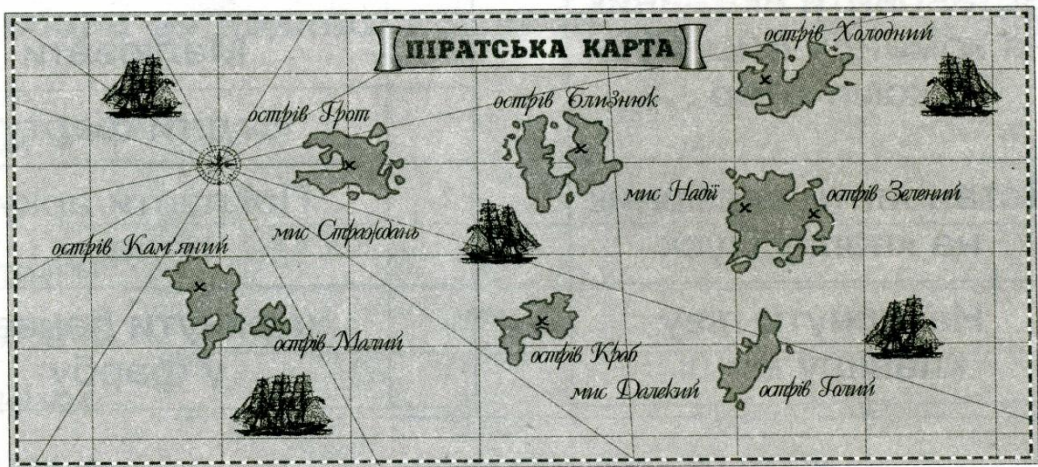 ПІРАТСЬКА КАРТА
острів Холодний
острів Грот
острів Близнюк
мис Надії
острів Зелений
мис Страждань
острів Кам'яний
острів Малий
острів Краб
мис Далекий
острів Голий